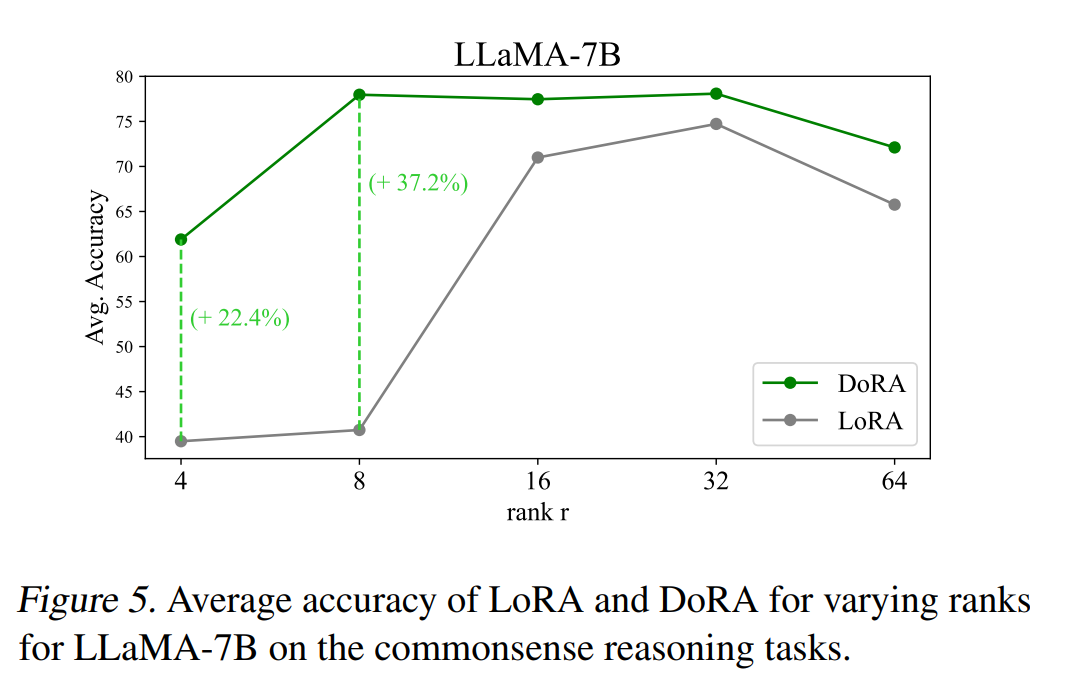 LLaMA-7B
80
75
70
65
60
55
50
45
40
Avg. Accuracy
(+ 22.4%)
(+ 37.2%)
DoRA
LoRA
4 8 16 32 64
rank r
Figure 5. Average accuracy of LoRA and DoRA for varying ranks
for LLaMA-7B on the commonsense reasoning tasks.